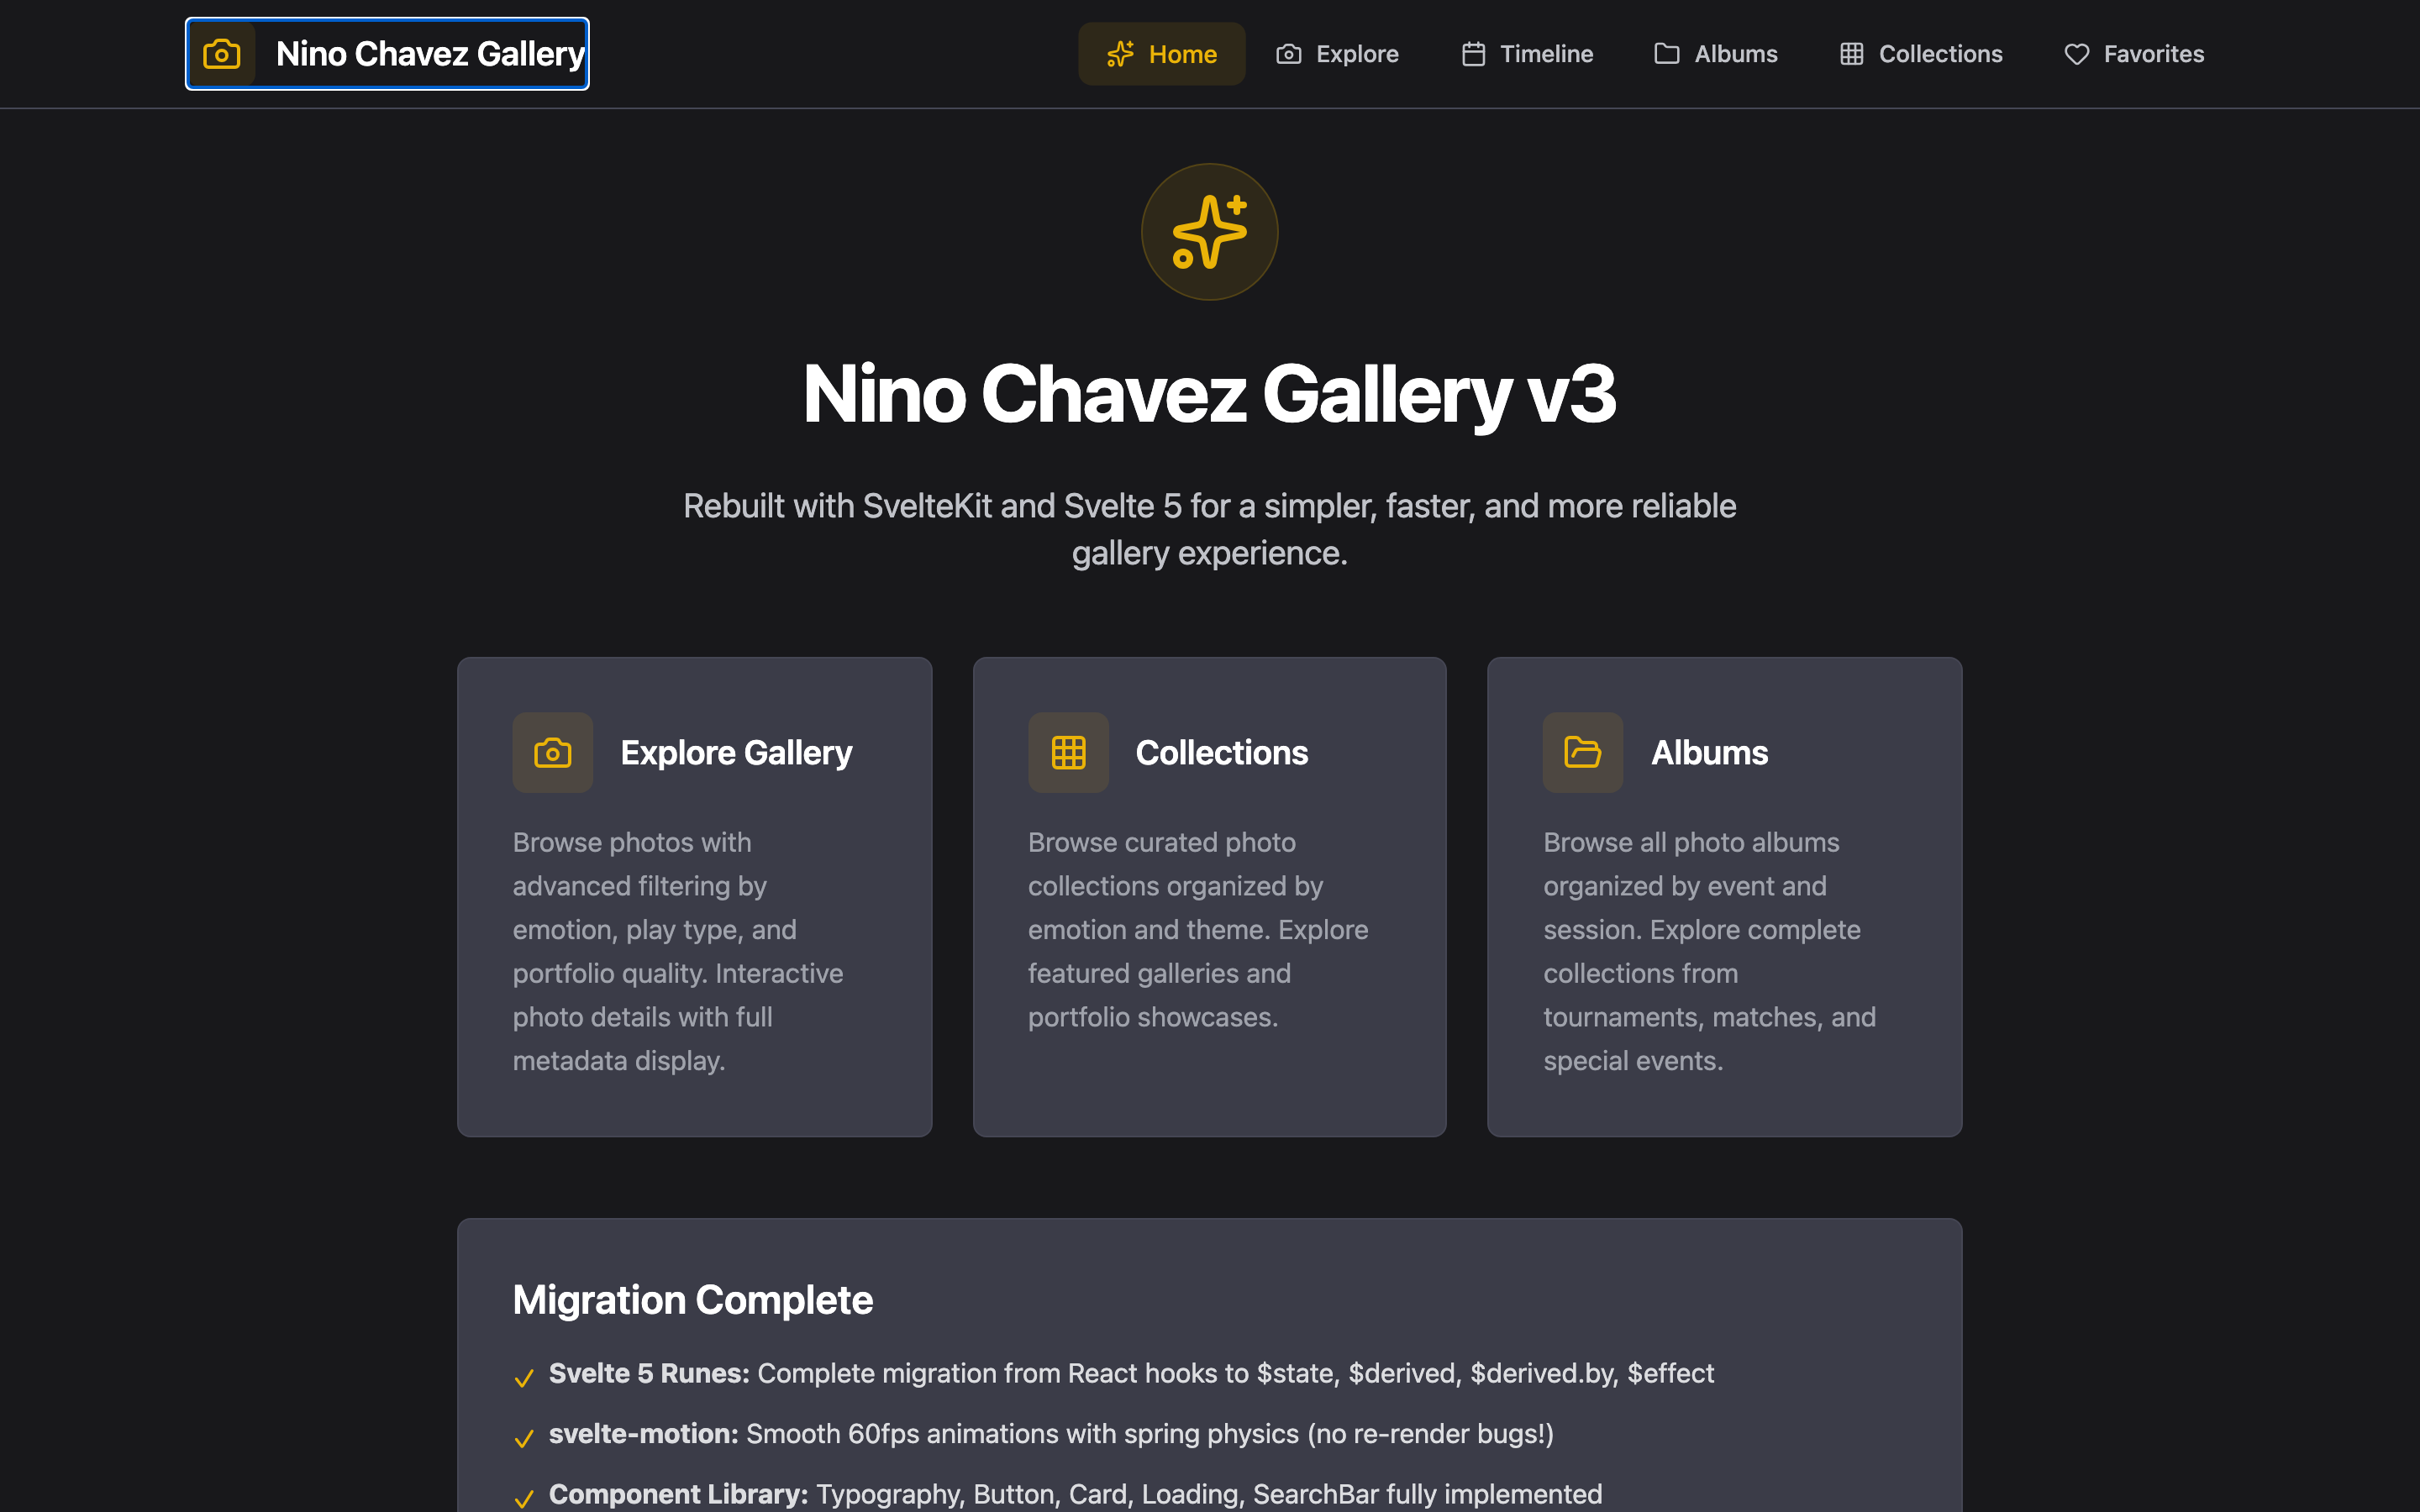 Nino Chavez Gallery
Home
Explore
Timeline
Albums
Collections
Favorites
Nino Chavez Gallery v3
Rebuilt with SvelteKit and Svelte 5 for a simpler, faster, and more reliable
gallery experience.
Explore Gallery
Browse photos with
advanced filtering by
emotion, play type, and
portfolio quality. Interactive
photo details with full
metadata display.
Collections
Browse curated photo
collections organized by
emotion and theme. Explore
featured galleries and
portfolio showcases.
Albums
Browse all photo albums
organized by event and
session. Explore complete
collections from
tournaments, matches, and
special events.
Migration Complete
Svelte 5 Runes: Complete migration from React hooks to $state, $derived, $derived.by, $effect
svelte-motion: Smooth 60fps animations with spring physics (no re-render bugs!)
Component Library: Typography, Button, Card, Loading, SearchBar fully implemented